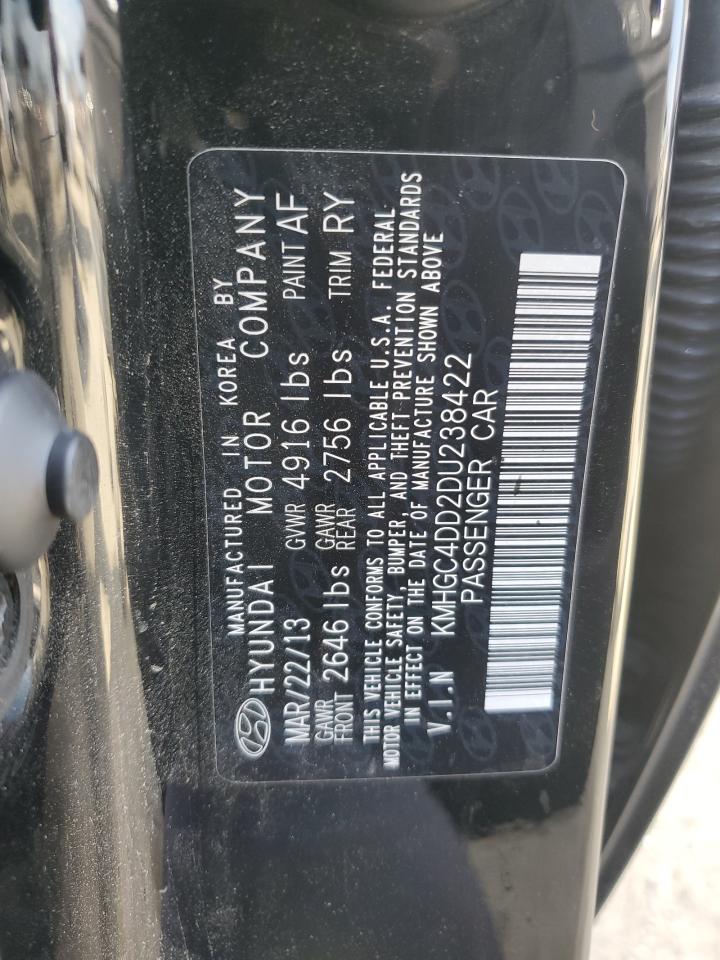 MANUFACTURED IN KOREA BY
HYUNDAI MOTOR COMPANY
MAR/22/13 GVWR 4916 lbs PAINT AF
GAWR FRONT 2646 lbs GAWR REAR 2756 lbs TRIM RY
THIS VEHICLE CONFORMS TO ALL APPLICABLE U.S.A. FEDERAL
MOTOR VEHICLE SAFETY, BUMPER, AND THEFT PREVENTION STANDARDS
IN EFFECT ON THE DATE OF MANUFACTURE SHOWN ABOVE
V.I.N KMHGC4DD2DU238422
PASSENGER CAR